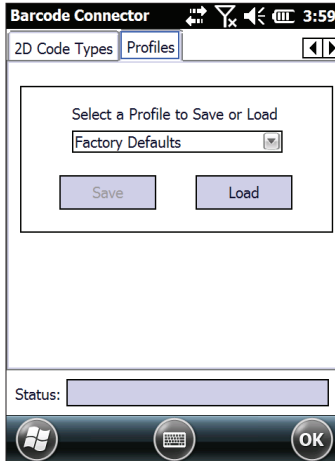 Barcode Connector 3:59
2D Code Types Profiles
Select a Profile to Save or Load
Factory Defaults
Save Load
Status:
OK